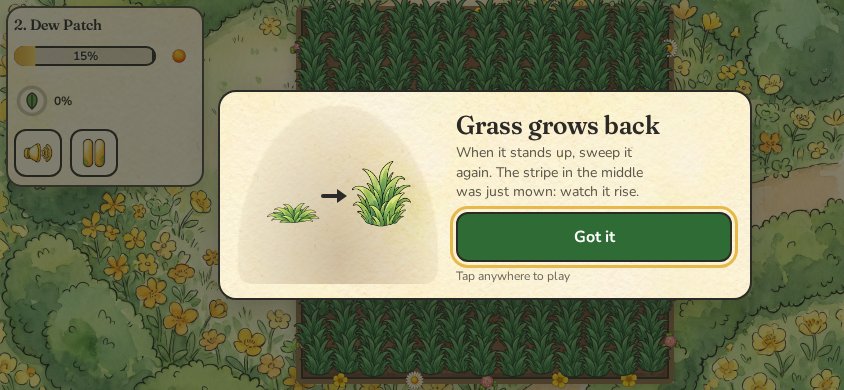 2. Dew Patch
15%
0%
Grass grows back
When it stands up, sweep it
again. The stripe in the middle
was just mown: watch it rise.
Got it
Tap anywhere to play